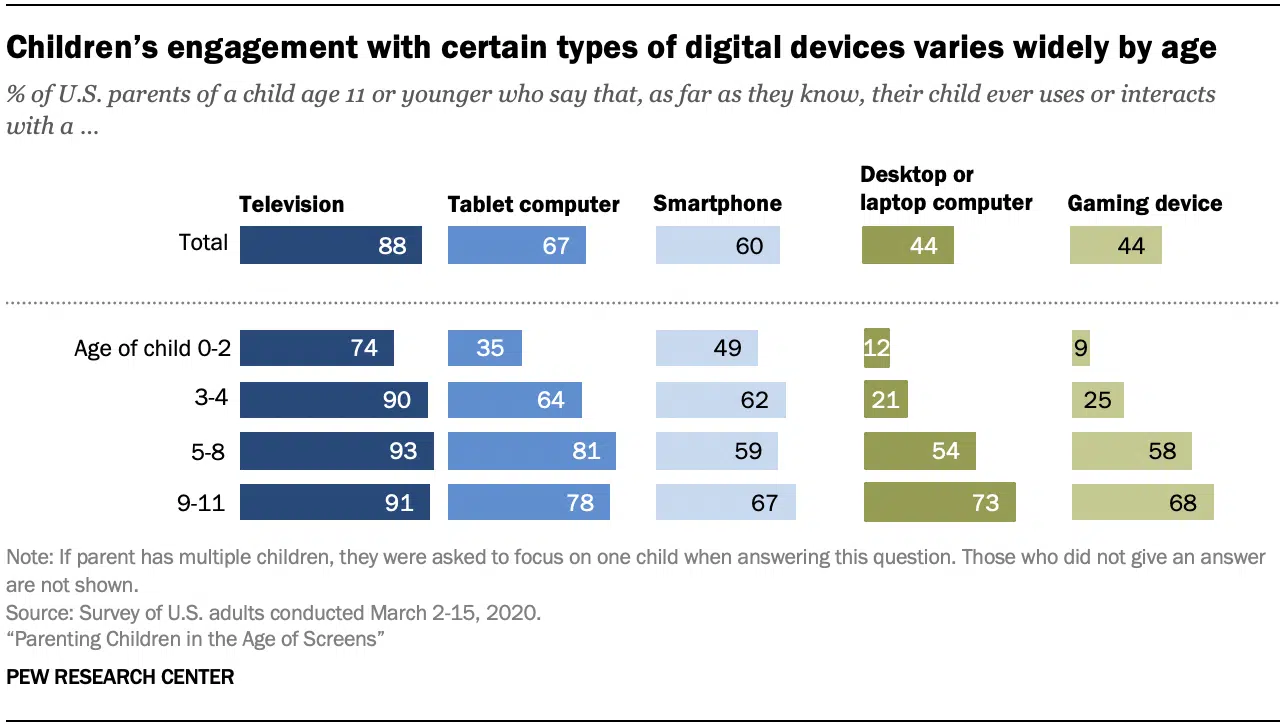 Children’s engagement with certain types of digital devices varies widely by age
% of U.S. parents of a child age 11 or younger who say that, as far as they know, their child ever uses or interacts
with a ...
Television Tablet computer Smartphone Desktop or
laptop computer Gaming device
Total 88 67 60 44 44
Age of child 0-2 74 35 49 12 9
3-4 90 64 62 21 25
5-8 93 81 59 54 58
9-11 91 78 67 73 68
Note: If parent has multiple children, they were asked to focus on one child when answering this question. Those who did not give an answer
are not shown.
Source: Survey of U.S. adults conducted March 2-15, 2020.
“Parenting Children in the Age of Screens”
PEW RESEARCH CENTER